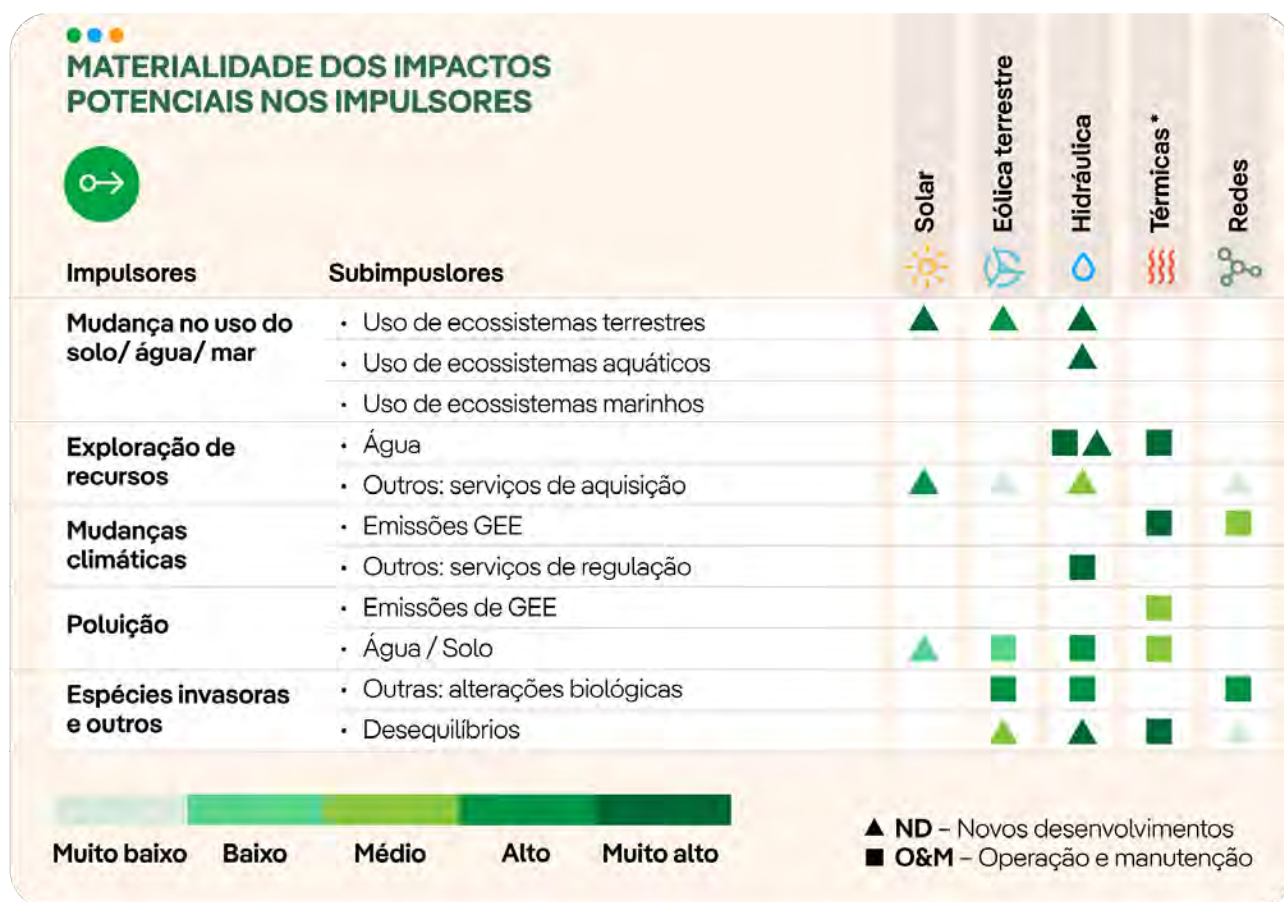 MATERIALIDADE DOS IMPACTOS
POTENCIAIS NOS IMPULSORES
Solar
Eólica terrestre
Hidráulica
Térmicas *
Redes
Impulsores
Subimpuslores
Mudança no uso do
solo/ água/ mar
• Uso de ecossistemas terrestres
• Uso de ecossistemas aquáticos
• Uso de ecossistemas marinhos
Exploração de
recursos
• Água
• Outros: serviços de aquisição
Mudanças
climáticas
• Emissões GEE
• Outros: serviços de regulação
Poluição
• Emissões de GEE
• Água / Solo
Espécies invasoras
e outros
• Outras: alterações biológicas
• Desequilíbrios
Muito baixo Baixo Médio Alto Muito alto
▲ ND – Novos desenvolvimentos
■ O&M – Operação e manutenção